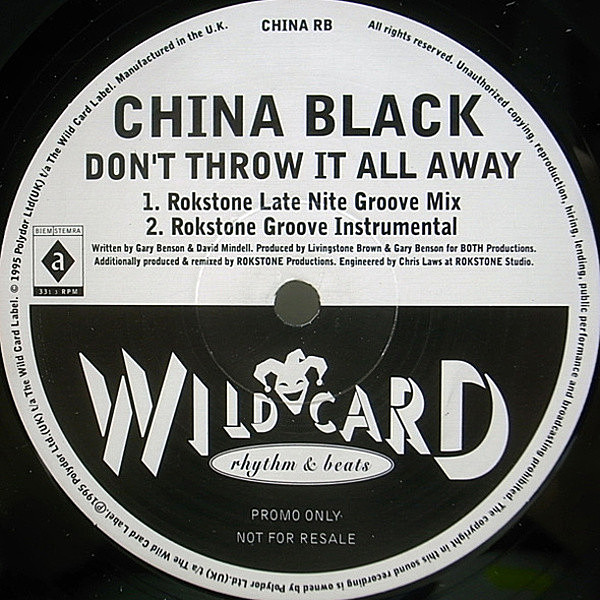 CHINA RB
CHINA BLACK
DON'T THROW IT ALL AWAY
1. Rokstone Late Nite Groove Mix
2. Rokstone Groove Instrumental
Written by Gary Benson & David Mindell. Produced by Livingstone Brown & Gary Benson for BOTH Productions.
Additionally produced & remixed by ROKSTONE Productions. Engineered by Chris Laws at ROKSTONE Studio.
BIEM STEMRA
a
33 1/3 RPM
WILD CARD
rhythm & beats
PROMO ONLY
NOT FOR RESALE
℗ 1995 Polydor Ltd.(UK) t/a The Wild Card Label. © 1995 Polydor Ltd(UK) t/a The Wild Card Label. Manufactured in the U.K.
All rights reserved. Unauthorized copying, reproduction, hiring, lending, public performance and broadcasting prohibited. The copyright in this sound recording is owned by Polydor Ltd.(UK) t/a The Wild Card Label.